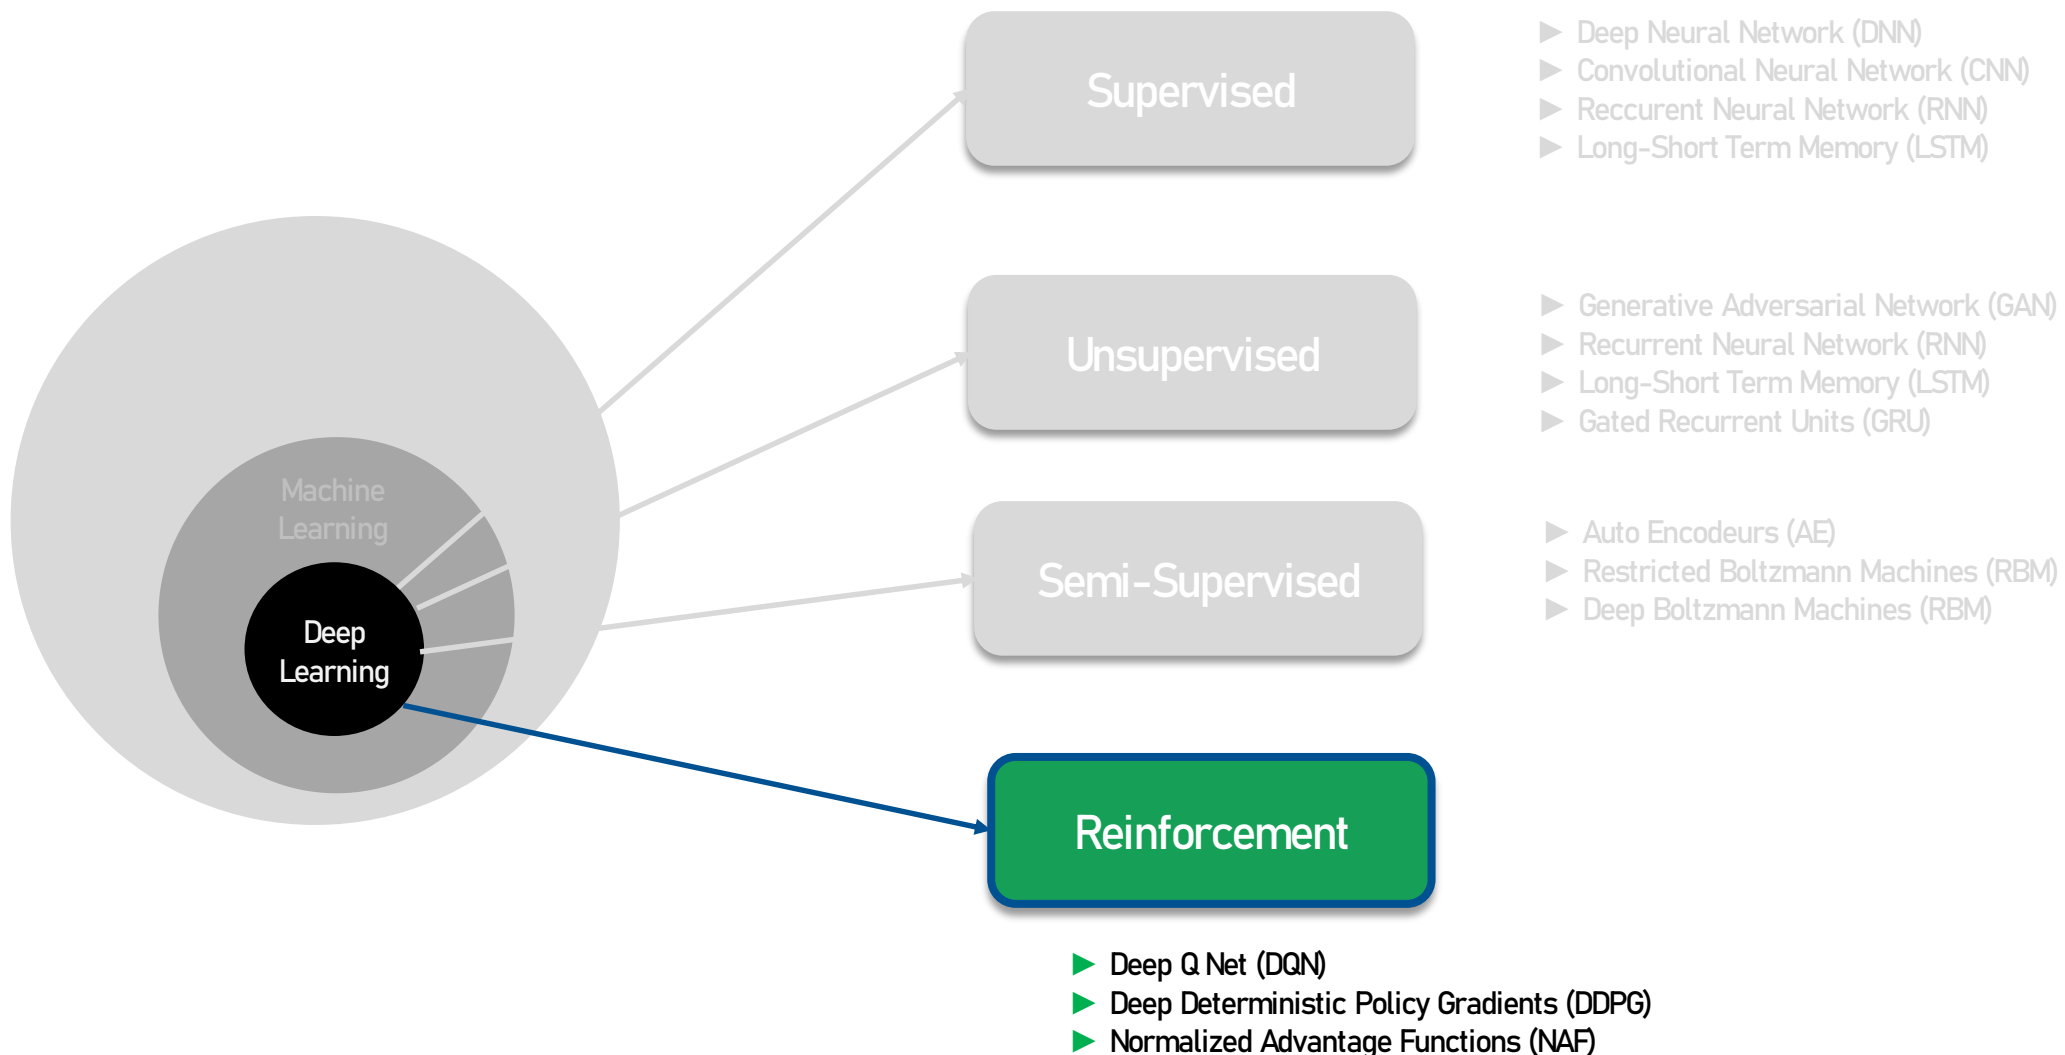 Supervised
► Deep Neural Network (DNN)
► Convolutional Neural Network (CNN)
► Reccurent Neural Network (RNN)
► Long-Short Term Memory (LSTM)
Unsupervised
► Generative Adversarial Network (GAN)
► Recurrent Neural Network (RNN)
► Long-Short Term Memory (LSTM)
► Gated Recurrent Units (GRU)
Machine
Learning
Deep
Learning
Semi-Supervised
► Auto Encodeurs (AE)
► Restricted Boltzmann Machines (RBM)
► Deep Boltzmann Machines (RBM)
Reinforcement
► Deep Q Net (DQN)
► Deep Deterministic Policy Gradients (DDPG)
► Normalized Advantage Functions (NAF)